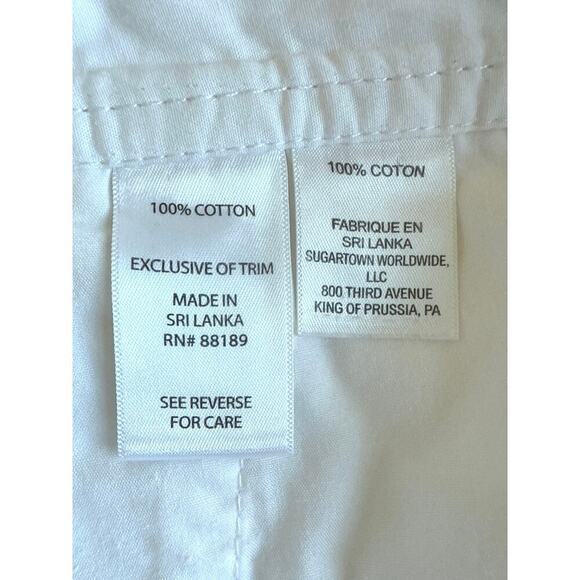 100% COTTON
EXCLUSIVE OF TRIM
MADE IN
SRI LANKA
RN# 88189
SEE REVERSE
FOR CARE
100% COTON
FABRIQUE EN
SRI LANKA
SUGARTOWN WORLDWIDE,
LLC
800 THIRD AVENUE
KING OF PRUSSIA, PA